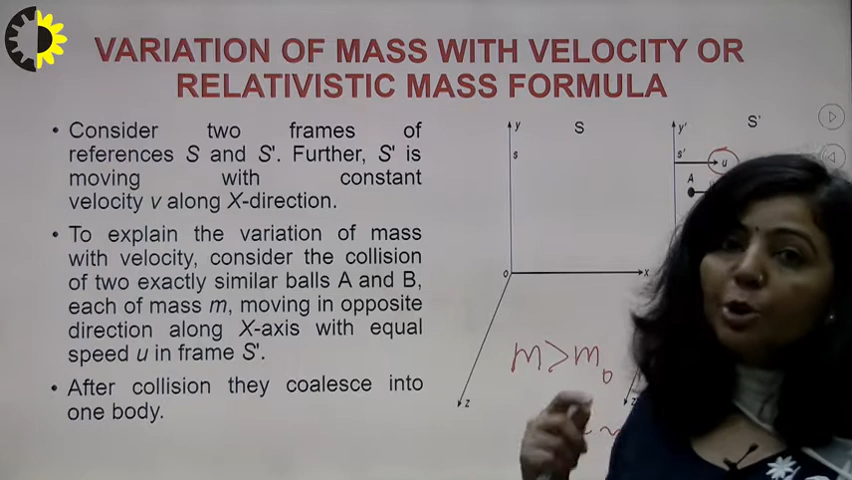 VARIATION OF MASS WITH VELOCITY OR
RELATIVISTIC MASS FORMULA
• Consider two frames of
references S and S'. Further, S' is
moving with constant
velocity v along X-direction.
• To explain the variation of mass
with velocity, consider the collision
of two exactly similar balls A and B,
each of mass m, moving in opposite
direction along X-axis with equal
speed u in frame S'.
• After collision they coalesce into
one body.
y
S
s
o
x
z
y'
S'
s'
u
A
m>m₀
z